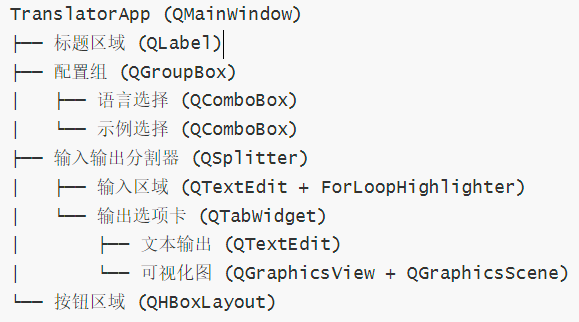 TranslatorApp (QMainWindow)
├── 标题区域 (QLabel)
├── 配置组 (QGroupBox)
│   ├── 语言选择 (QComboBox)
│   └── 示例选择 (QComboBox)
├── 输入输出分割器 (QSplitter)
│   ├── 输入区域 (QTextEdit + ForLoopHighlighter)
│   └── 输出选项卡 (QTabWidget)
│       ├── 文本输出 (QTextEdit)
│       └── 可视化图 (QGraphicsView + QGraphicsScene)
└── 按钮区域 (QHBoxLayout)